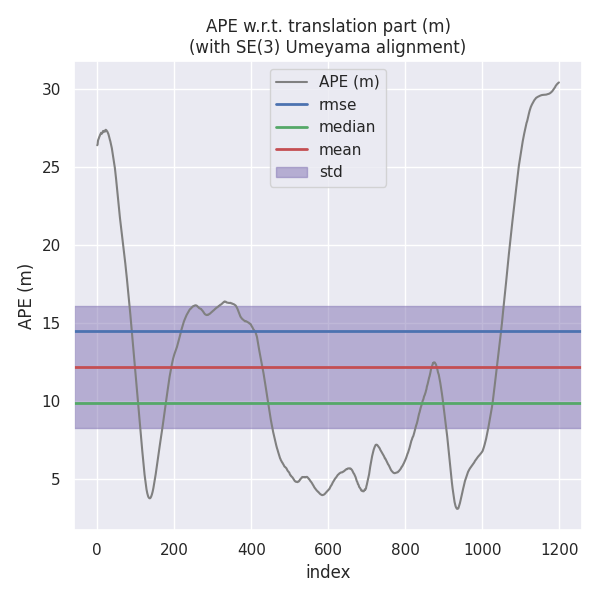 APE w.r.t. translation part (m)
(with SE(3) Umeyama alignment)
APE (m)
rmse
median
mean
std
APE (m)
30
25
20
15
10
5
0 200 400 600 800 1000 1200
index